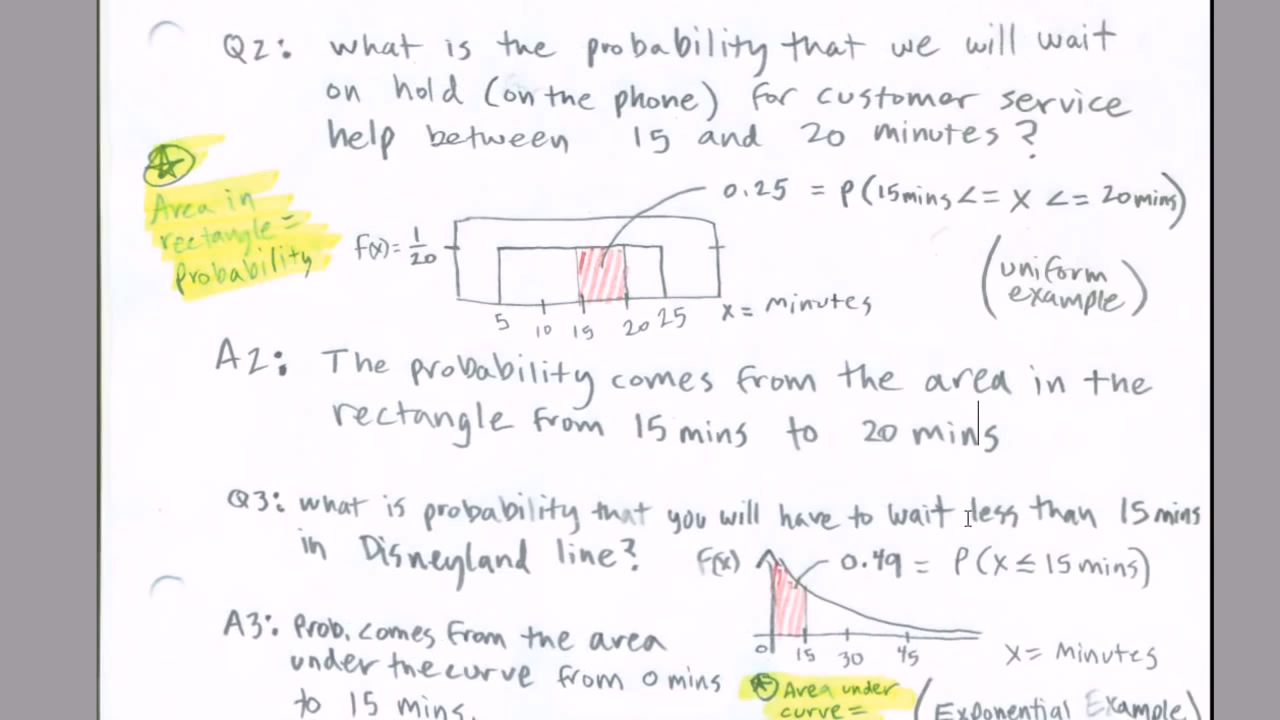 Q2: what is the probability that we will wait
on hold (on the phone) for customer service
help between 15 and 20 minutes?
Area in
rectangle =
probability
0.25 = P(15mins <= X <= 20mins)
f(x) = 1/20
(uniform
example)
5 10 15 20 25
x = minutes
A2: The probability comes from the area in the
rectangle from 15 mins to 20 mins
Q3: what is probability that you will have to wait less than 15 mins
in Disneyland line?
f(x)
0.49 = P(x ≤ 15 mins)
0 15 30 45
x = minutes
A3: Prob. comes from the area
under the curve from 0 mins
to 15 mins.
Area under
curve =
(Exponential Example)